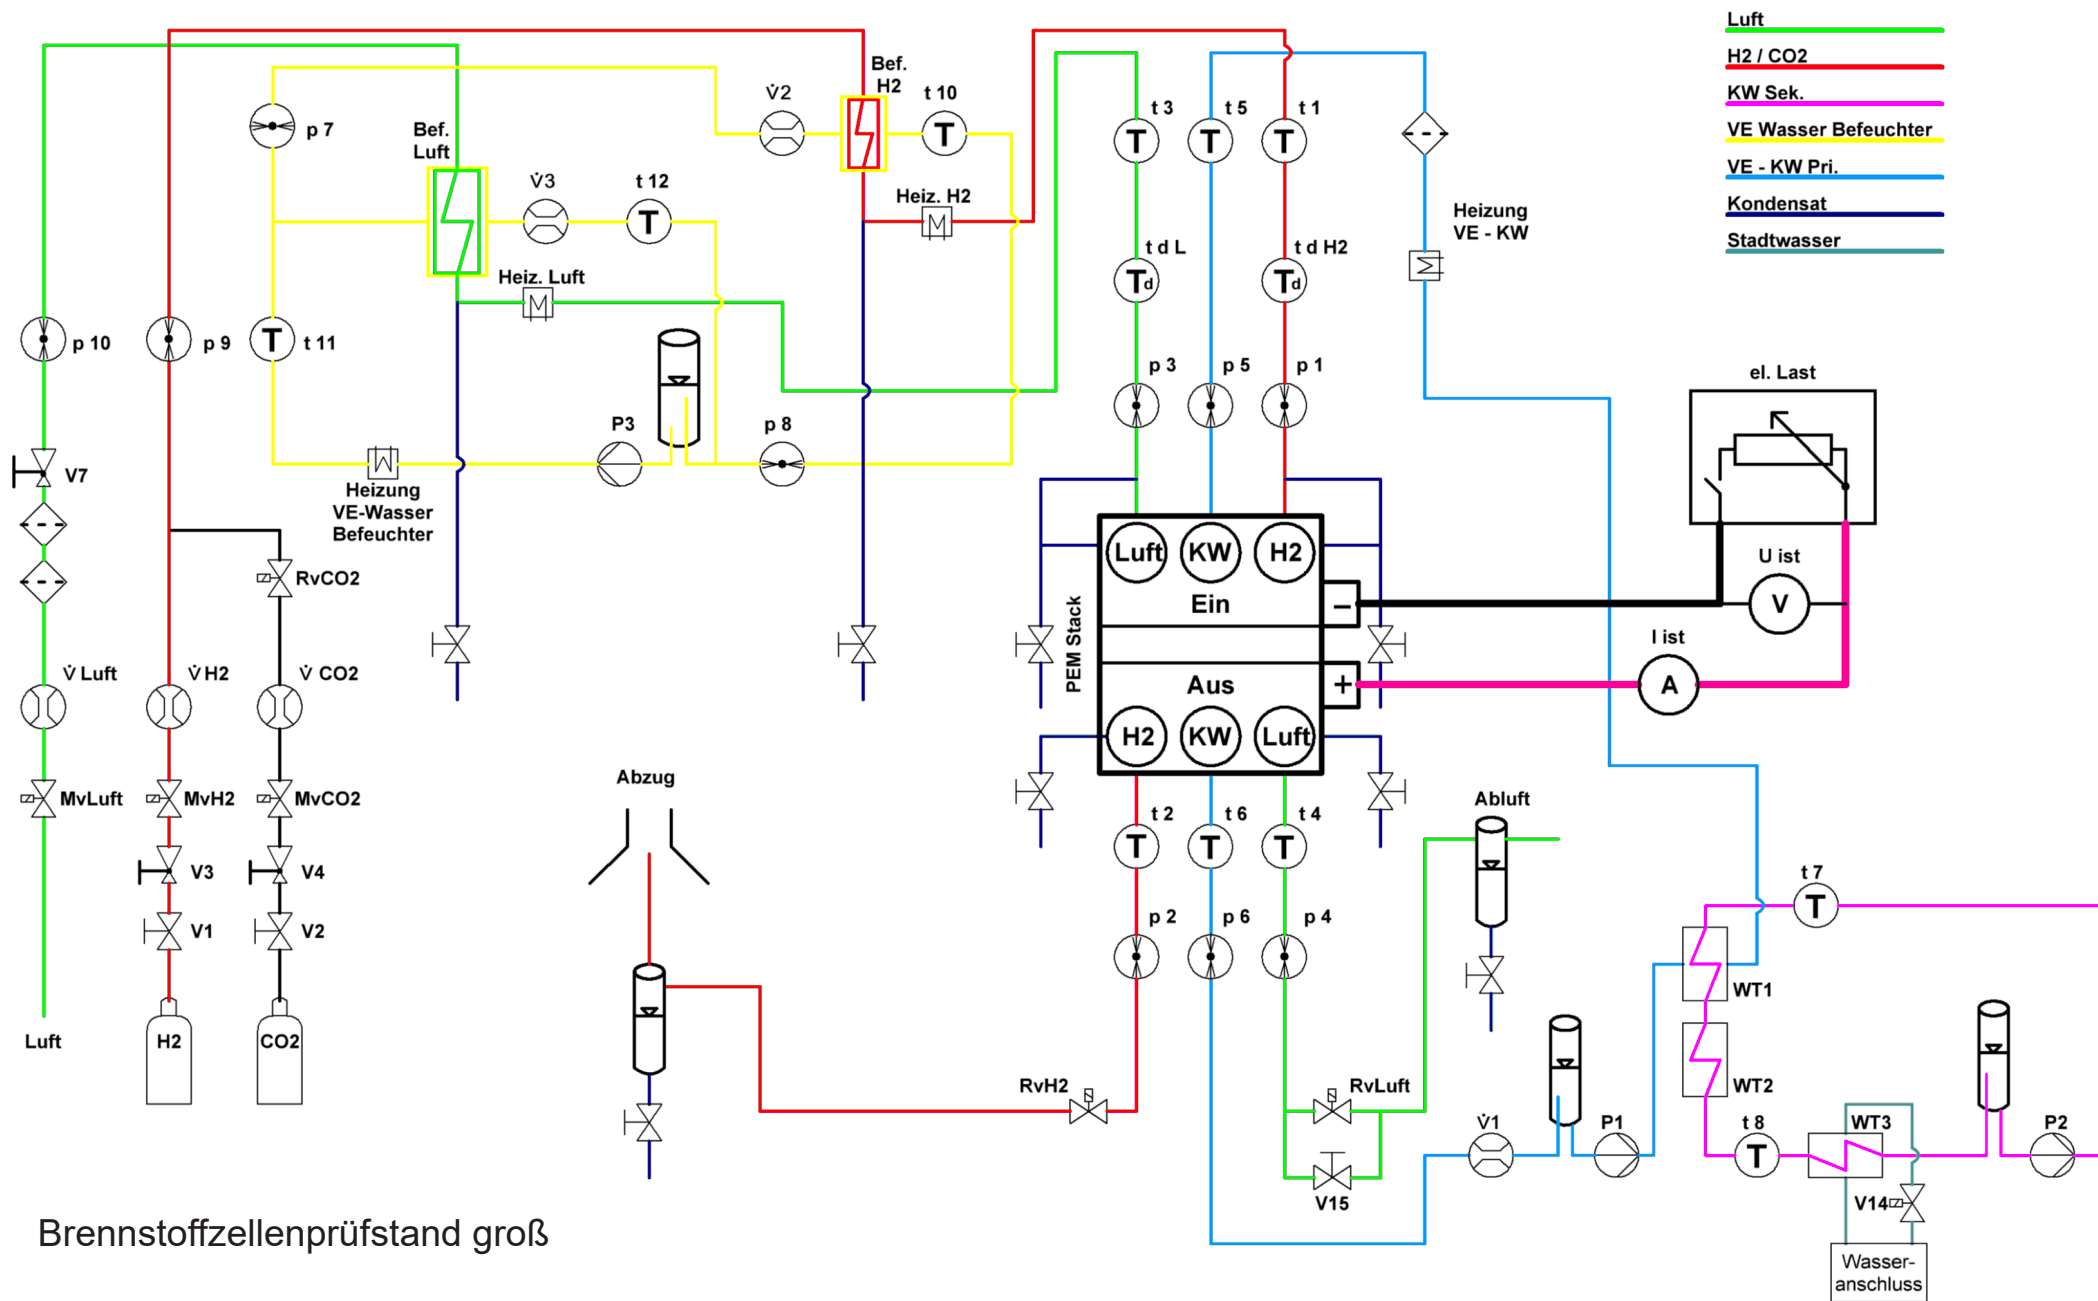 Luft
H2 / CO2
KW Sek.
VE Wasser Befeuchter
VE - KW Pri.
Kondensat
Stadtwasser
Bef.
H2
V̇2
t 10
t 3
t 5
t 1
p 7
Bef.
Luft
V̇3
t 12
Heiz. H2
Heizung
VE - KW
t d L
t d H2
Heiz. Luft
p 10
p 9
t 11
p 3
p 5
p 1
el. Last
P3
p 8
V7
Heizung
VE-Wasser
Befeuchter
RvCO2
Luft
KW
H2
Ein
PEM Stack
−
U ist
V
I ist
A
V̇ Luft
V̇ H2
V̇ CO2
Aus
+
H2
KW
Luft
MvLuft
MvH2
MvCO2
Abzug
Abluft
t 2
t 6
t 4
V3
V4
t 7
V1
V2
p 2
p 6
p 4
WT1
Luft
H2
CO2
RvH2
RvLuft
WT2
V̇1
P1
t 8
WT3
P2
V15
V14
Wasser-
anschluss
Brennstoffzellenprüfstand groß
T
T
T
T
T
T
M
M
M
M
Td
Td
T
T
T
T
T
T